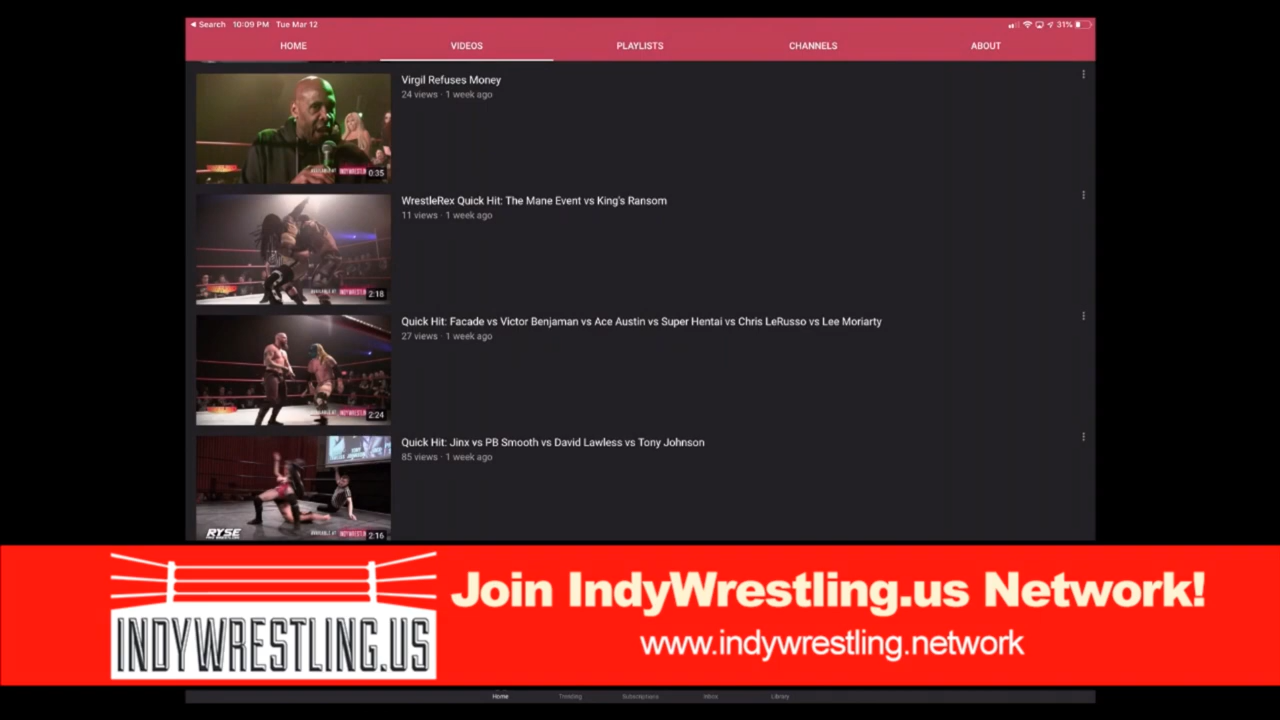 Search 10:09 PM Tue Mar 12 31%
HOME VIDEOS PLAYLISTS CHANNELS ABOUT
Virgil Refuses Money
24 views · 1 week ago
0:35
WrestleRex Quick Hit: The Mane Event vs King's Ransom
11 views · 1 week ago
2:18
Quick Hit: Facade vs Victor Benjaman vs Ace Austin vs Super Hentai vs Chris LeRusso vs Lee Moriarty
27 views · 1 week ago
2:24
Quick Hit: Jinx vs PB Smooth vs David Lawless vs Tony Johnson
85 views · 1 week ago
RYSE
2:16
Join IndyWrestling.us Network!
www.indywrestling.network
INDYWRESTLING.US
Home Trending Subscriptions Inbox Library